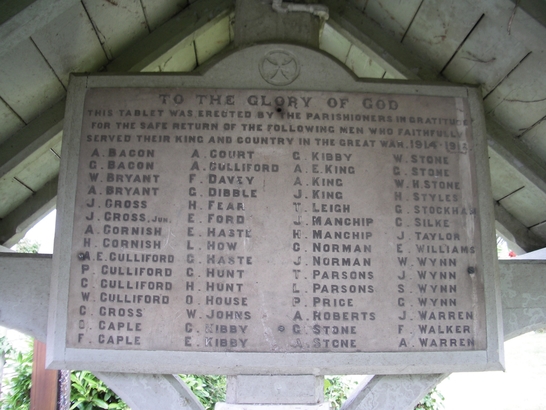 TO THE GLORY OF GOD
THIS TABLET WAS ERECTED BY THE PARISHIONERS IN GRATITUDE
FOR THE SAFE RETURN OF THE FOLLOWING MEN WHO FAITHFULLY
SERVED THEIR KING AND COUNTRY IN THE GREAT WAR, 1914-
A. BACON A. COURT C. KIBBY W. STONE
C. BACON A. CULLIFORD A. E. KING C. STONE
W. BRYANT F. DAVEY A. KING W. H. STONE
A. BRYANT C. DIBBLE J. KING H. STYLES
J. CROSS H. FEAR T. LEIGH C. STOCKHAM
J. CROSS, JUN. E. FORD J. MANCHIP C. SILKE
A. CORNISH E. HASTE H. MANCHIP J. TAYLOR
H. CORNISH L. HOW C. NORMAN E. WILLIAMS
A. E. CULLIFORD C. HASTE J. NORMAN W. WYNN
P. CULLIFORD C. HUNT T. PARSONS J. WYNN
C. CULLIFORD H. HUNT L. PARSONS S. WYNN
W. CULLIFORD O. HOUSE P. PRICE C. WYNN
C. CROSS W. JOHNS A. ROBERTS J. WARREN
C. CAPLE C. KIBBY C. STONE F. WALKER
F. CAPLE E. KIBBY A. STONE A. WARREN